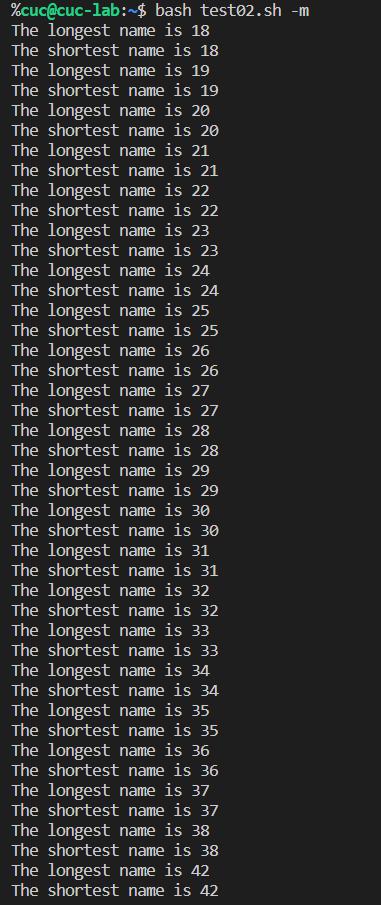 %cuc@cuc-lab:~$ bash test02.sh -m
The longest name is 18
The shortest name is 18
The longest name is 19
The shortest name is 19
The longest name is 20
The shortest name is 20
The longest name is 21
The shortest name is 21
The longest name is 22
The shortest name is 22
The longest name is 23
The shortest name is 23
The longest name is 24
The shortest name is 24
The longest name is 25
The shortest name is 25
The longest name is 26
The shortest name is 26
The longest name is 27
The shortest name is 27
The longest name is 28
The shortest name is 28
The longest name is 29
The shortest name is 29
The longest name is 30
The shortest name is 30
The longest name is 31
The shortest name is 31
The longest name is 32
The shortest name is 32
The longest name is 33
The shortest name is 33
The longest name is 34
The shortest name is 34
The longest name is 35
The shortest name is 35
The longest name is 36
The shortest name is 36
The longest name is 37
The shortest name is 37
The longest name is 38
The shortest name is 38
The longest name is 42
The shortest name is 42